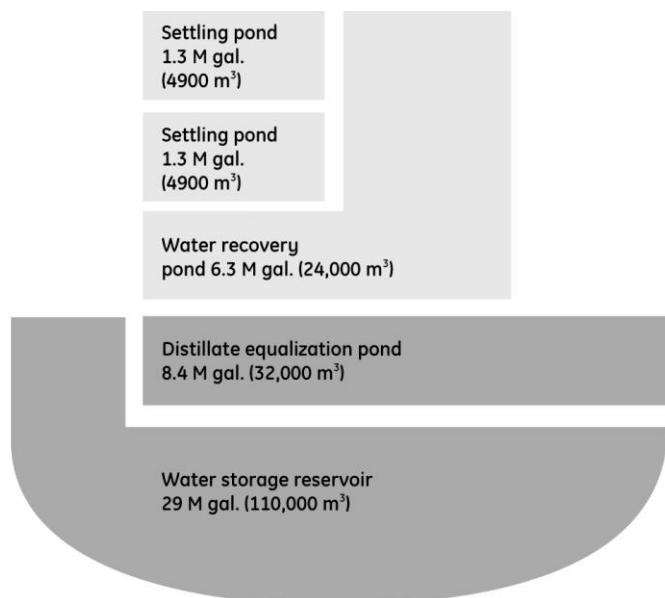 Settling pond
1.3 M gal.
(4900 m³)
Settling pond
1.3 M gal.
(4900 m³)
Water recovery
pond 6.3 M gal. (24,000 m³)
Distillate equalization pond
8.4 M gal. (32,000 m³)
Water storage reservoir
29 M gal. (110,000 m³)